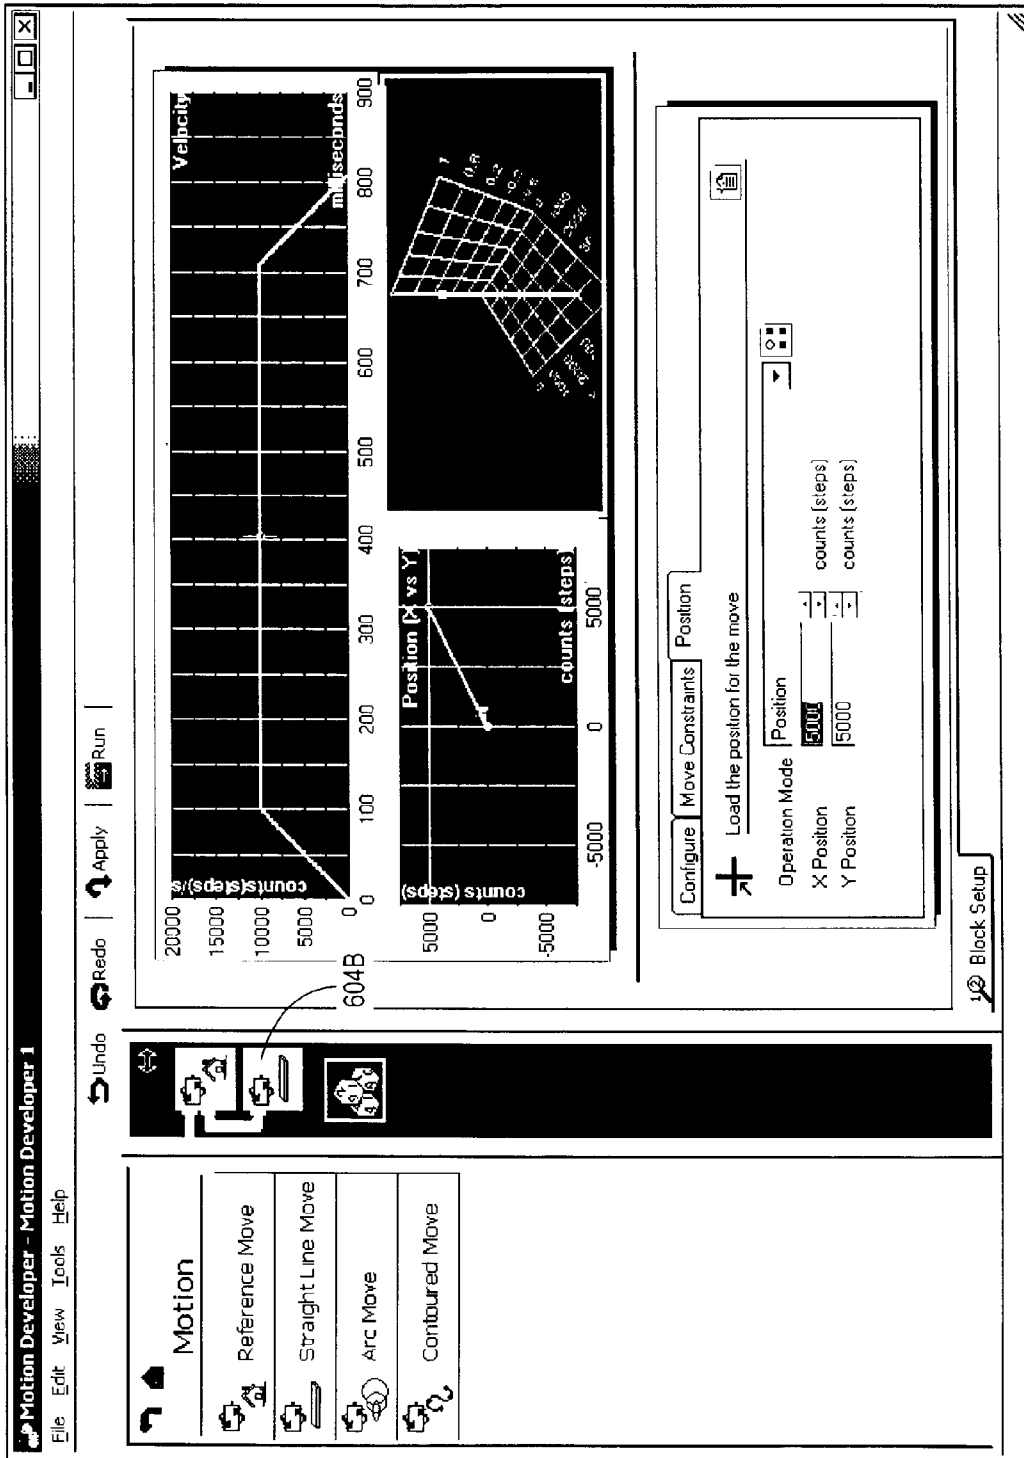 Motion Developer - Motion Developer 1
File Edit View Tools Help
Undo Redo Apply Run
Motion
Reference Move
Straight Line Move
Arc Move
Contoured Move
604B
Velocity
counts(steps)/s
20000
15000
10000
5000
0
0 100 200 300 400 500 600 700 800 900
milliseconds
Position (X vs Y)
counts (steps)
5000
0
-5000
-5000 0 5000
counts (steps)
Configure Move Constraints Position
Load the position for the move
Operation Mode Position
X Position 5000 counts (steps)
Y Position 5000 counts (steps)
Block Setup